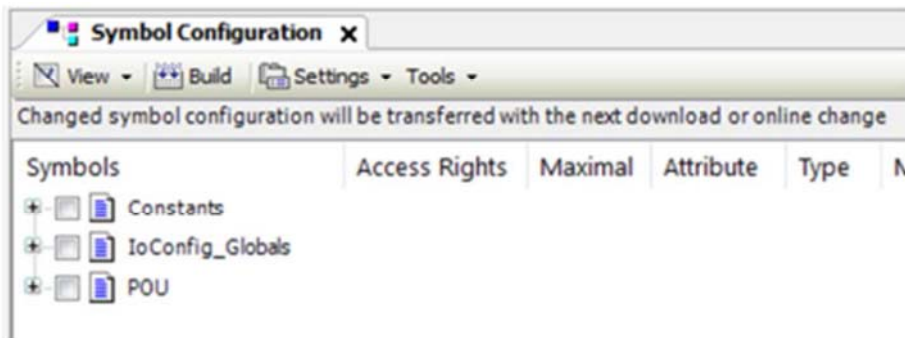 Symbol Configuration X
View Build Settings Tools
Changed symbol configuration will be transferred with the next download or online change
Symbols Access Rights Maximal Attribute Type
Constants
IoConfig_Globals
POU